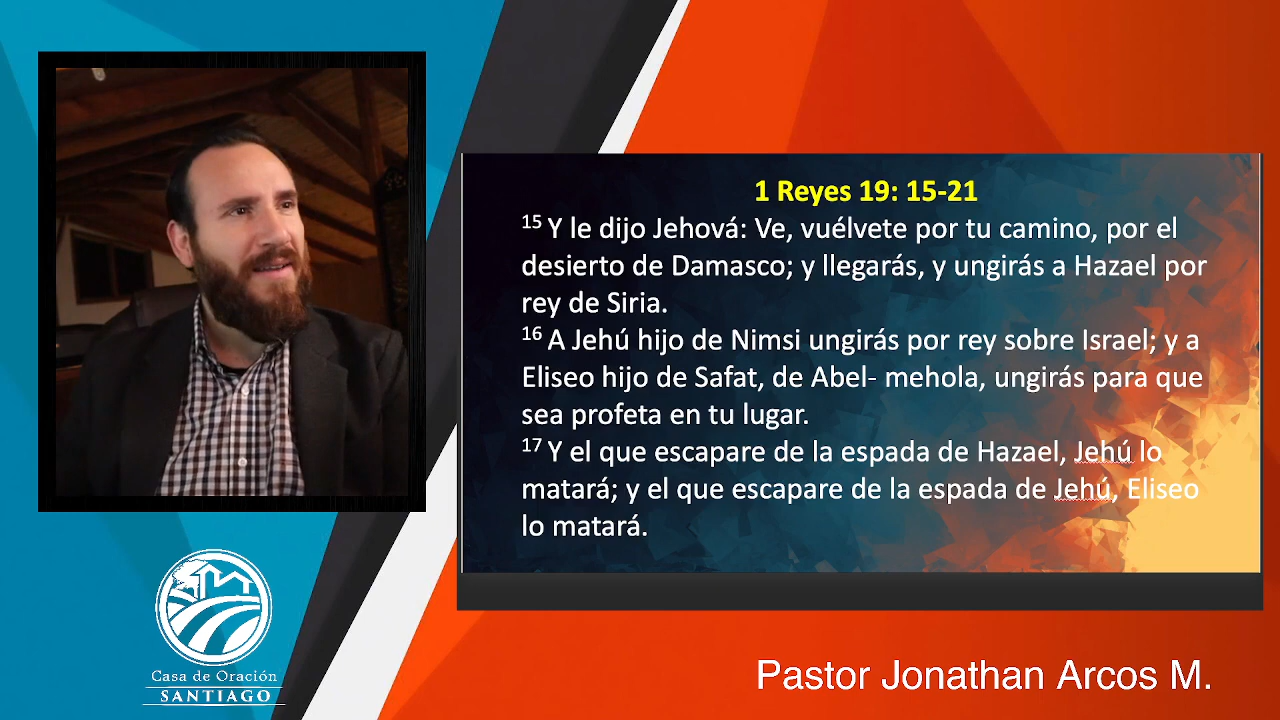 1 Reyes 19: 15-21
15 Y le dijo Jehová: Ve, vuélvete por tu camino, por el
desierto de Damasco; y llegarás, y ungirás a Hazael por
rey de Siria.
16 A Jehú hijo de Nimsi ungirás por rey sobre Israel; y a
Eliseo hijo de Safat, de Abel- mehola, ungirás para que
sea profeta en tu lugar.
17 Y el que escapare de la espada de Hazael, Jehú lo
matará; y el que escapare de la espada de Jehú, Eliseo
lo matará.
Casa de Oración
SANTIAGO
Pastor Jonathan Arcos M.